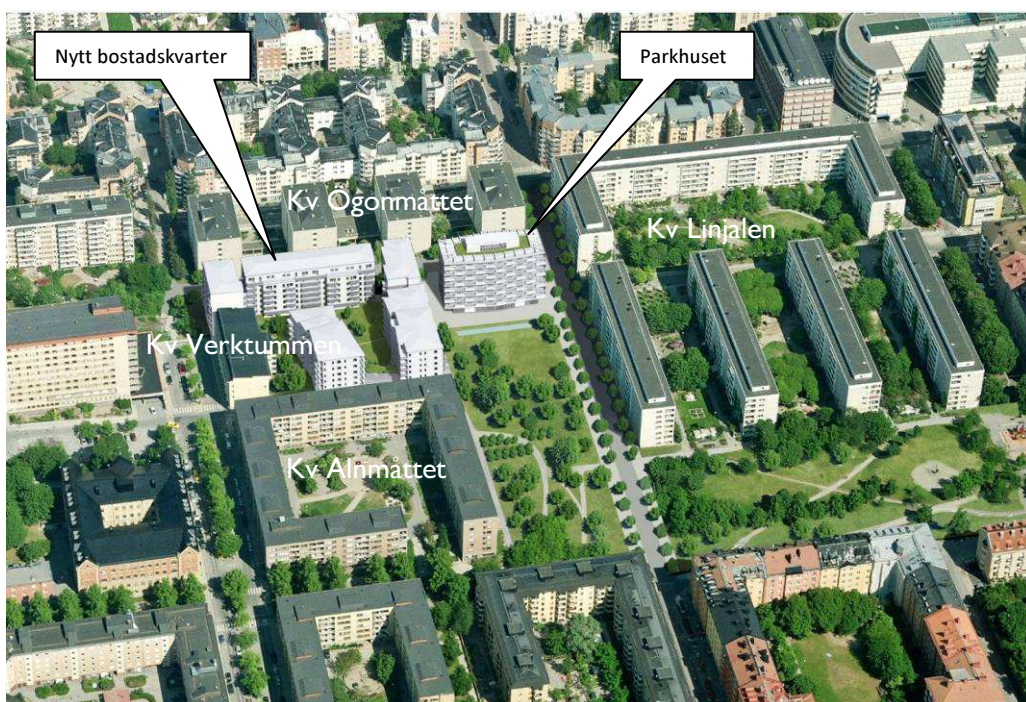 Nytt bostadskvarter
Parkhuset
Kv Ögonmåttet
Kv Linjalen
Kv Verktummen
Kv Alnmåttet